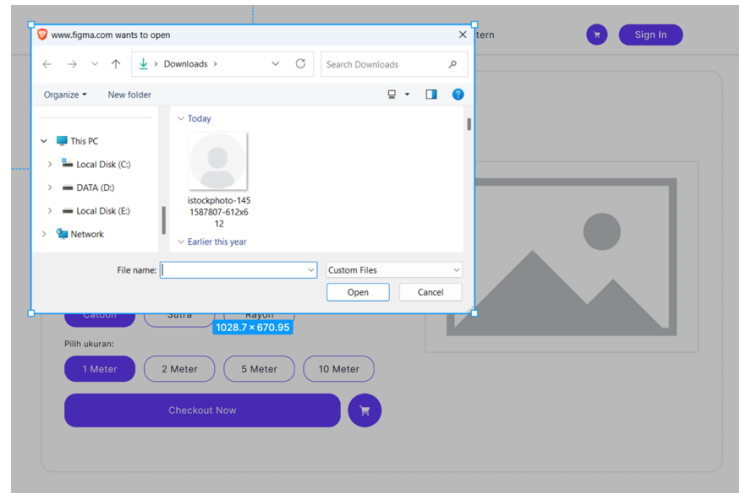 www.figma.com wants to open
tern
Sign In
Downloads
Search Downloads
Organize
New folder
Today
This PC
Local Disk (C:)
DATA (D:)
Local Disk (E:)
Network
istockphoto-145
1587807-612x6
12
Earlier this year
File name:
Custom Files
Open
Cancel
Catoon
Sutra
Rayon
1028.7 × 670.95
Pilih ukuran:
1 Meter
2 Meter
5 Meter
10 Meter
Checkout Now